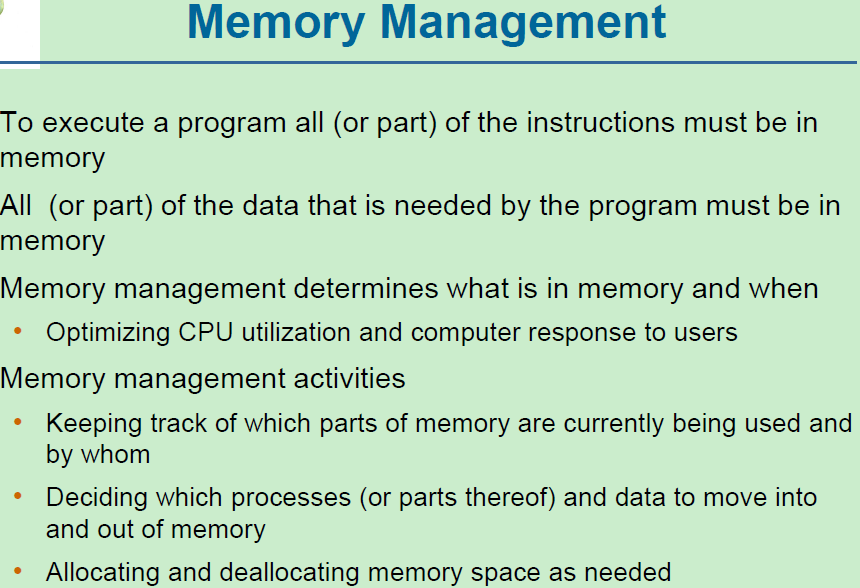 Memory Management
To execute a program all (or part) of the instructions must be in
memory
All  (or part) of the data that is needed by the program must be in
memory
Memory management determines what is in memory and when
• Optimizing CPU utilization and computer response to users
Memory management activities
• Keeping track of which parts of memory are currently being used and
by whom
• Deciding which processes (or parts thereof) and data to move into
and out of memory
• Allocating and deallocating memory space as needed